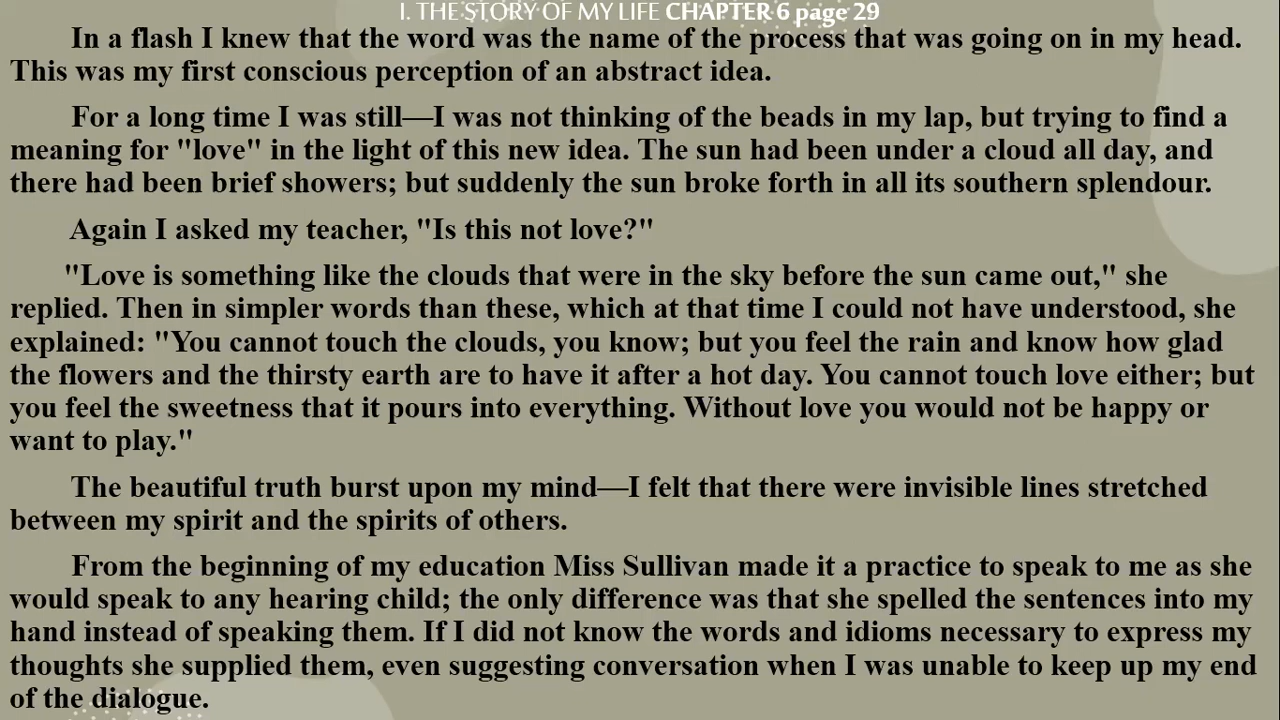 I. THE STORY OF MY LIFE CHAPTER 6 page 29
In a flash I knew that the word was the name of the process that was going on in my head.
This was my first conscious perception of an abstract idea.
For a long time I was still—I was not thinking of the beads in my lap, but trying to find a
meaning for "love" in the light of this new idea. The sun had been under a cloud all day, and
there had been brief showers; but suddenly the sun broke forth in all its southern splendour.
Again I asked my teacher, "Is this not love?"
"Love is something like the clouds that were in the sky before the sun came out," she
replied. Then in simpler words than these, which at that time I could not have understood, she
explained: "You cannot touch the clouds, you know; but you feel the rain and know how glad
the flowers and the thirsty earth are to have it after a hot day. You cannot touch love either; but
you feel the sweetness that it pours into everything. Without love you would not be happy or
want to play."
The beautiful truth burst upon my mind—I felt that there were invisible lines stretched
between my spirit and the spirits of others.
From the beginning of my education Miss Sullivan made it a practice to speak to me as she
would speak to any hearing child; the only difference was that she spelled the sentences into my
hand instead of speaking them. If I did not know the words and idioms necessary to express my
thoughts she supplied them, even suggesting conversation when I was unable to keep up my end
of the dialogue.